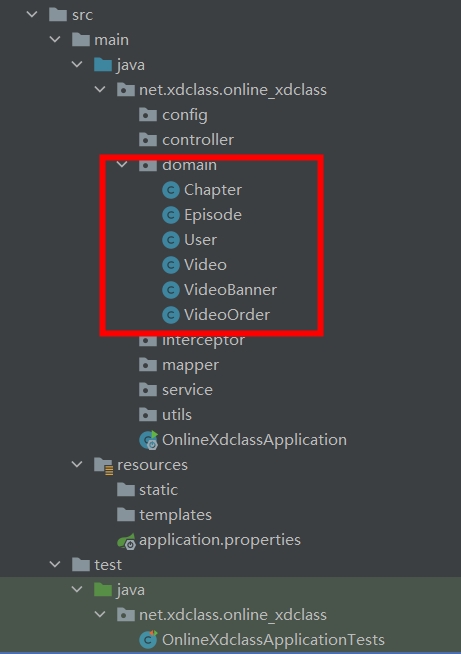 src
main
java
net.xdclass.online_xdclass
config
controller
domain
Chapter
Episode
User
Video
VideoBanner
VideoOrder
interceptor
mapper
service
utils
OnlineXdclassApplication
resources
static
templates
application.properties
test
java
net.xdclass.online_xdclass
OnlineXdclassApplicationTests